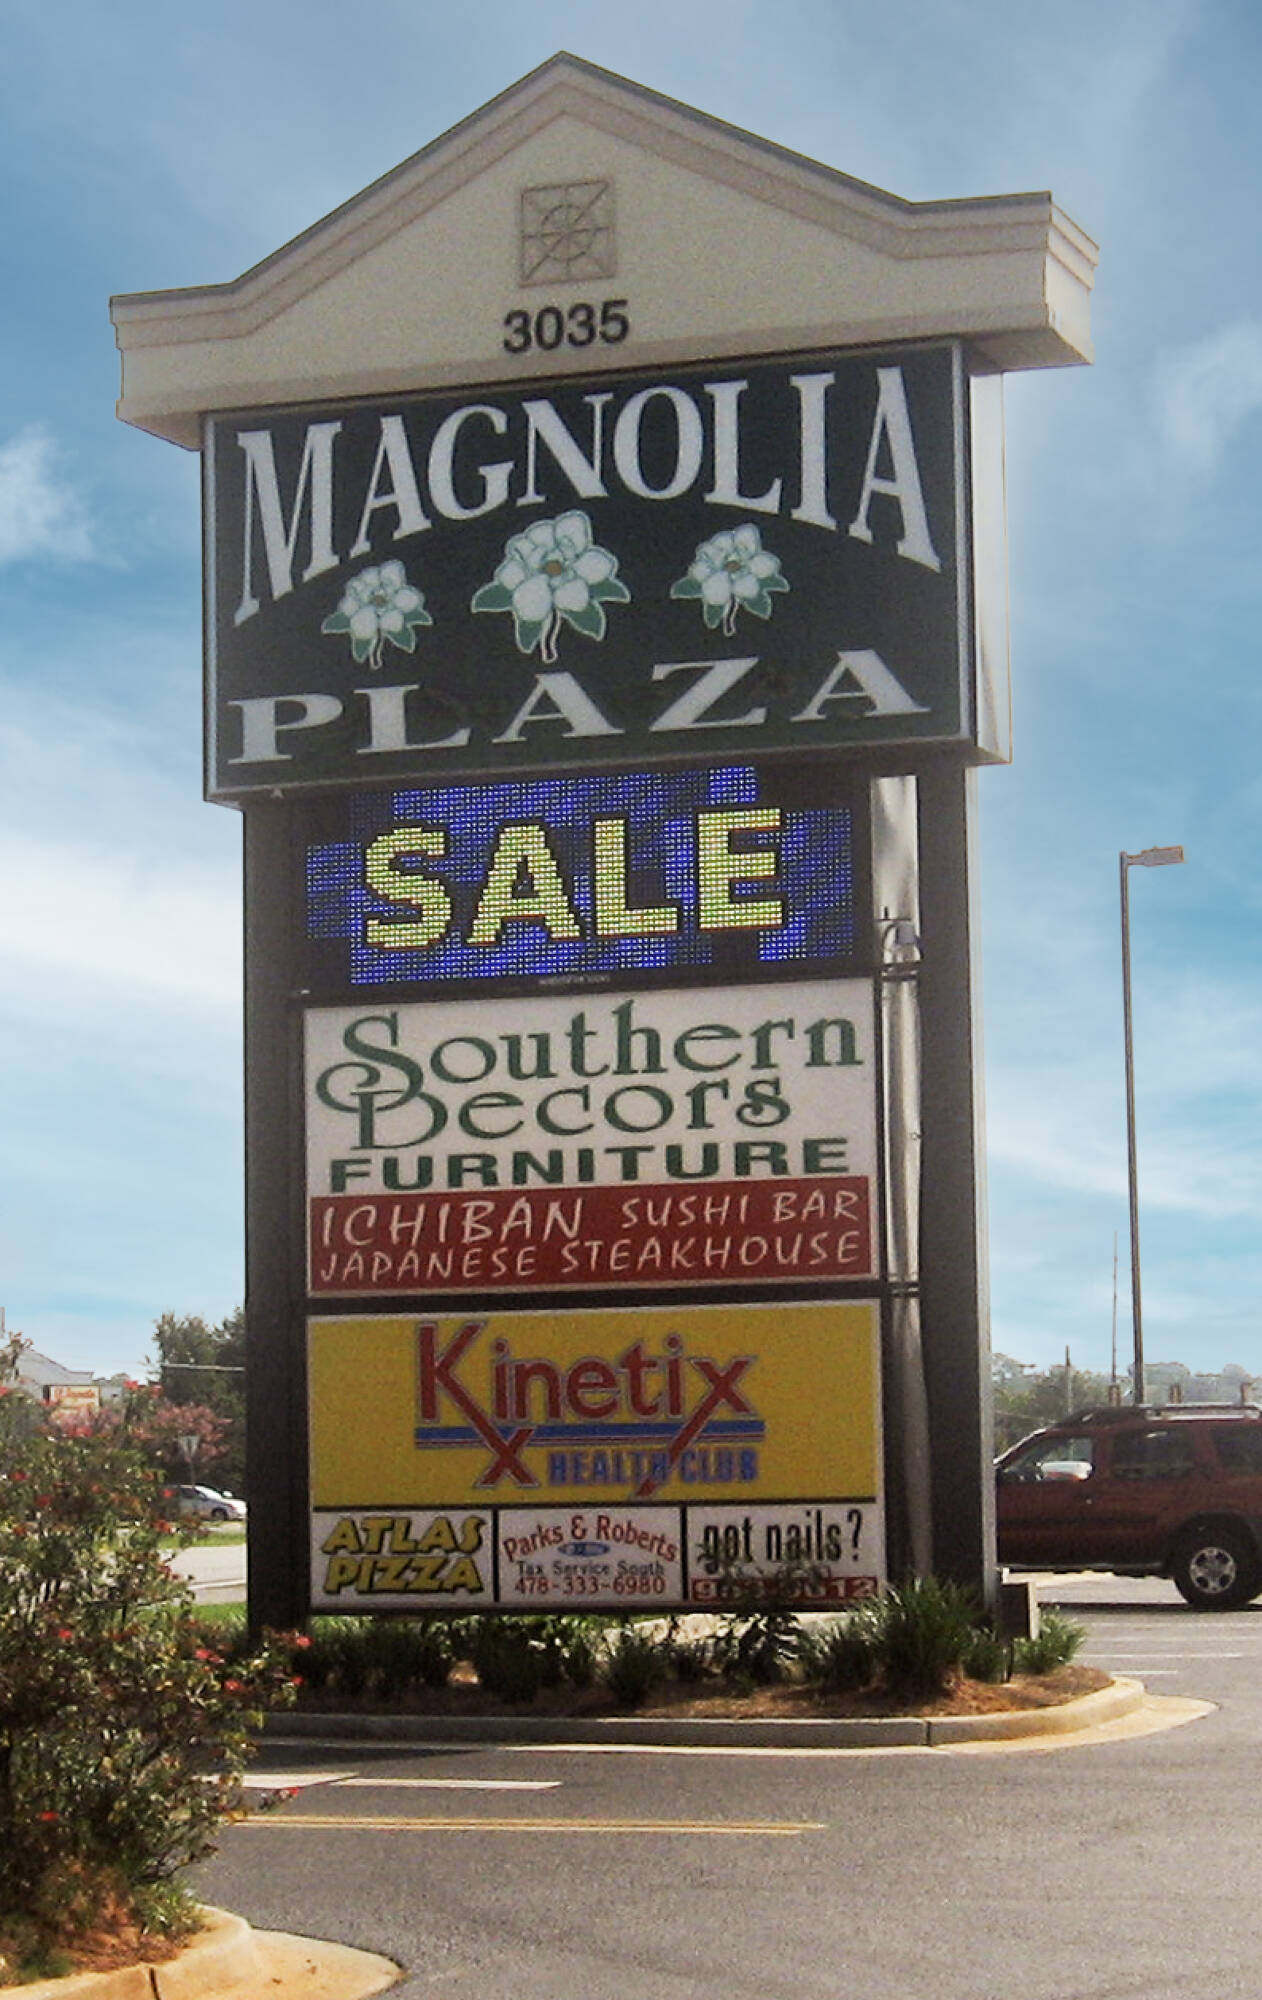 3035
MAGNOLIA
PLAZA
SALE
Southern
Decors
FURNITURE
ICHIBAN SUSHI BAR
JAPANESE STEAKHOUSE
Kinetix
HEALTH CLUB
ATLAS
PIZZA
Parks & Roberts
Tax Service South
478-333-6980
got nails?